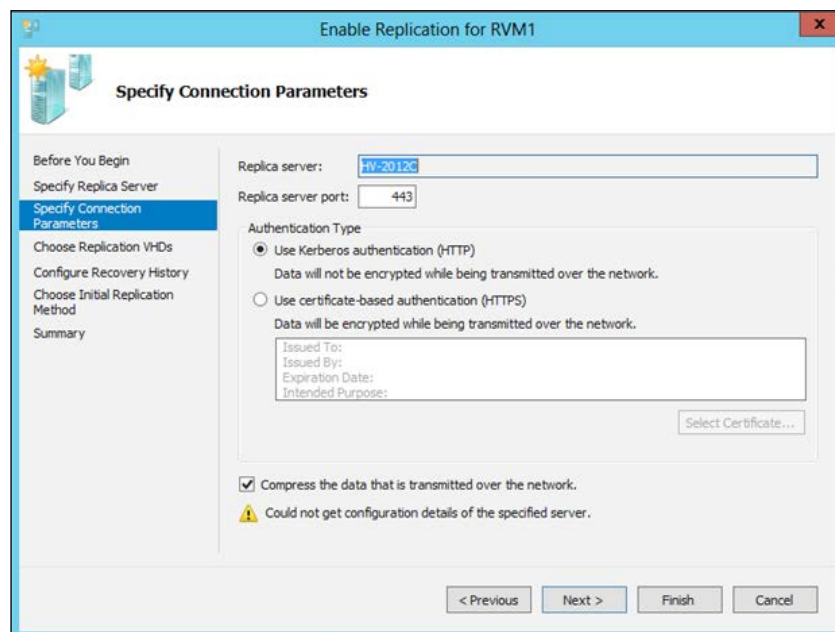 Enable Replication for RVM1
x
Specify Connection Parameters
Before You Begin
Specify Replica Server
Specify Connection
Parameters
Choose Replication VHDs
Configure Recovery History
Choose Initial Replication
Method
Summary
Replica server: HV-2012C
Replica server port: 443
Authentication Type
Use Kerberos authentication (HTTP)
Data will not be encrypted while being transmitted over the network.
Use certificate-based authentication (HTTPS)
Data will be encrypted while being transmitted over the network.
Issued To:
Issued By:
Expiration Date:
Intended Purpose:
Select Certificate...
Compress the data that is transmitted over the network.
Could not get configuration details of the specified server.
< Previous Next > Finish Cancel